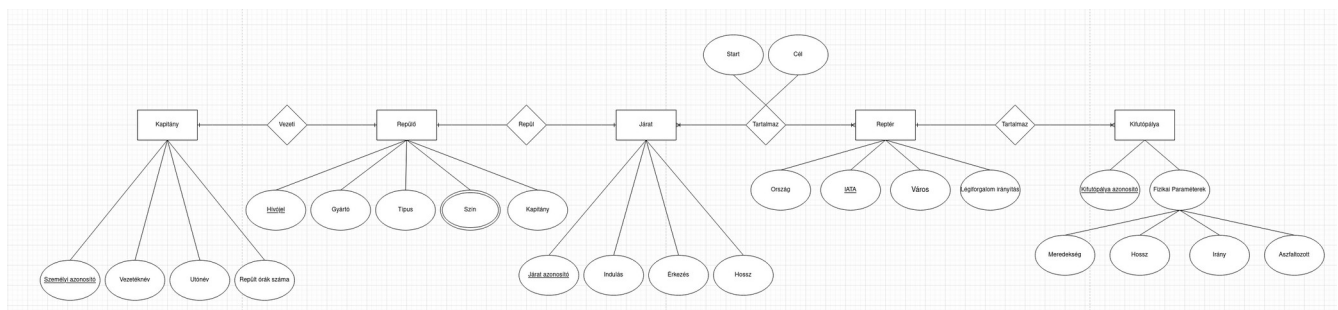 Start
Cél
Kapitány
Vezeti
Repülő
Repül
Járat
Tartalmaz
Reptér
Tartalmaz
Kifutópálya
Ország
IATA
Város
Légiforgalom irányítás
Kifutópálya azonosító
Fizikai Paraméterek
Hívójel
Gyártó
Típus
Szín
Kapitány
Meredekség
Hossz
Irány
Aszfaltozott
Személyi azonosító
Vezetéknév
Utónév
Repült órák száma
Járat azonosító
Indulás
Érkezés
Hossz